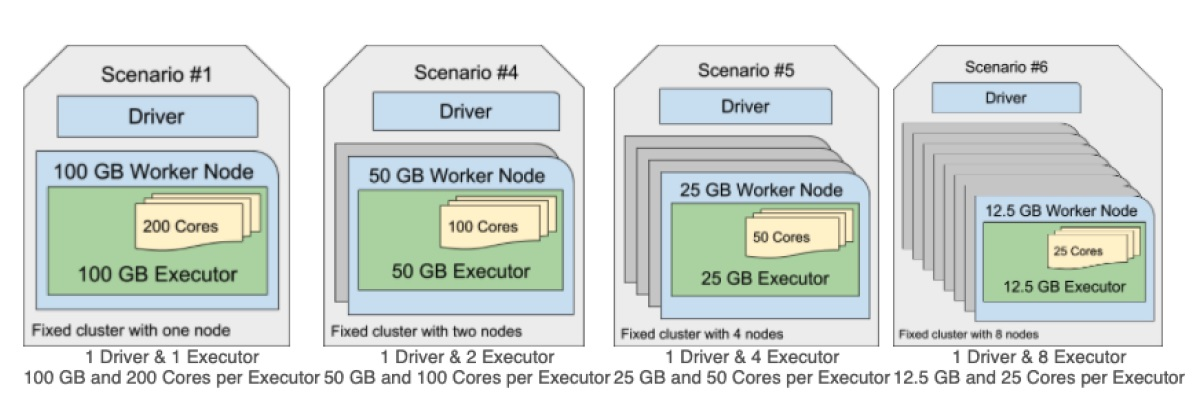 Scenario #1
Driver
100 GB Worker Node
200 Cores
100 GB Executor
Fixed cluster with one node
1 Driver & 1 Executor
100 GB and 200 Cores per Executor
Scenario #4
Driver
50 GB Worker Node
100 Cores
50 GB Executor
Fixed cluster with two nodes
1 Driver & 2 Executor
50 GB and 100 Cores per Executor
Scenario #5
Driver
25 GB Worker Node
50 Cores
25 GB Executor
Fixed cluster with 4 nodes
1 Driver & 4 Executor
25 GB and 50 Cores per Executor
Scenario #6
Driver
12.5 GB Worker Node
25 Cores
12.5 GB Executor
Fixed cluster with 8 nodes
1 Driver & 8 Executor
12.5 GB and 25 Cores per Executor